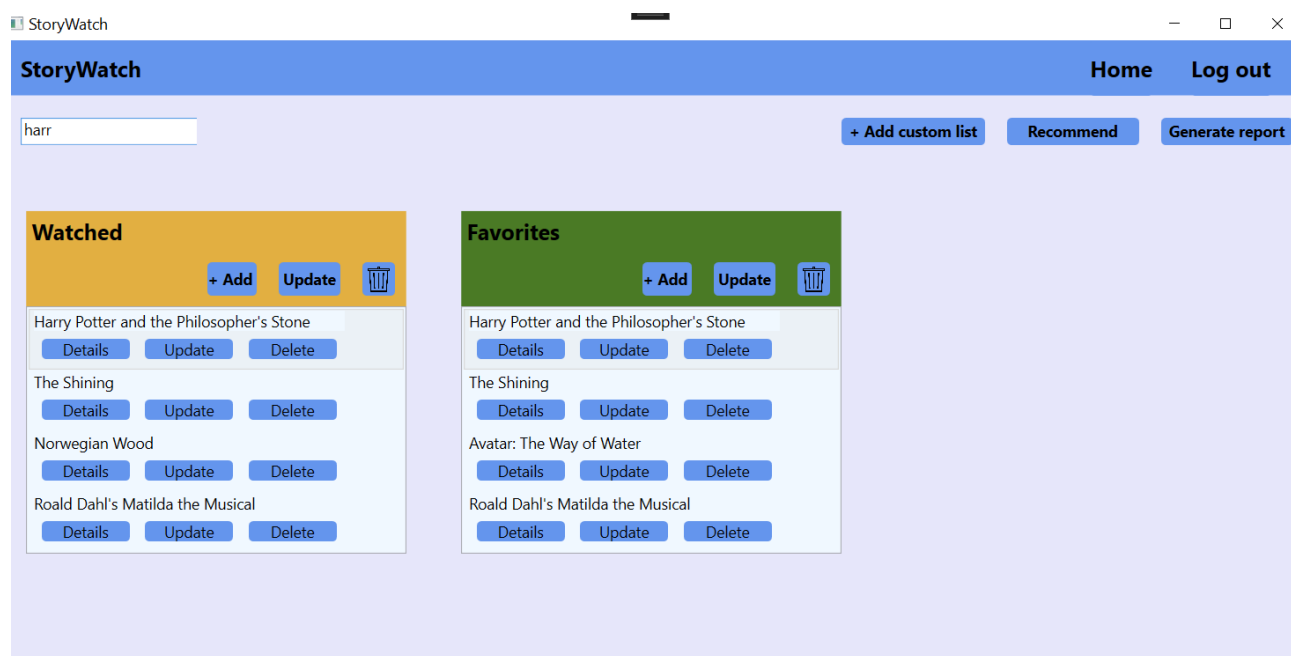 StoryWatch
StoryWatch Home Log out
harr + Add custom list Recommend Generate report
Watched
+ Add Update
Harry Potter and the Philosopher's Stone
Details Update Delete
The Shining
Details Update Delete
Norwegian Wood
Details Update Delete
Roald Dahl's Matilda the Musical
Details Update Delete
Favorites
+ Add Update
Harry Potter and the Philosopher's Stone
Details Update Delete
The Shining
Details Update Delete
Avatar: The Way of Water
Details Update Delete
Roald Dahl's Matilda the Musical
Details Update Delete